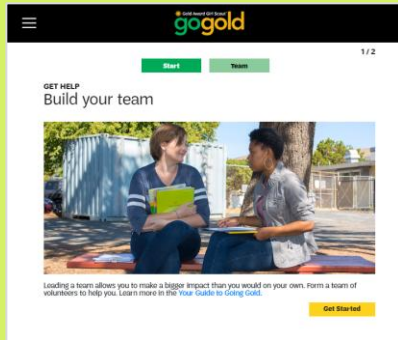 Gold Award Girl Scout
gogold
1 / 2
Start
Team
GET HELP
Build your team
Leading a team allows you to make a bigger impact than you would on your own. Form a team of
volunteers to help you. Learn more in the Your Guide to Going Gold.
Get Started